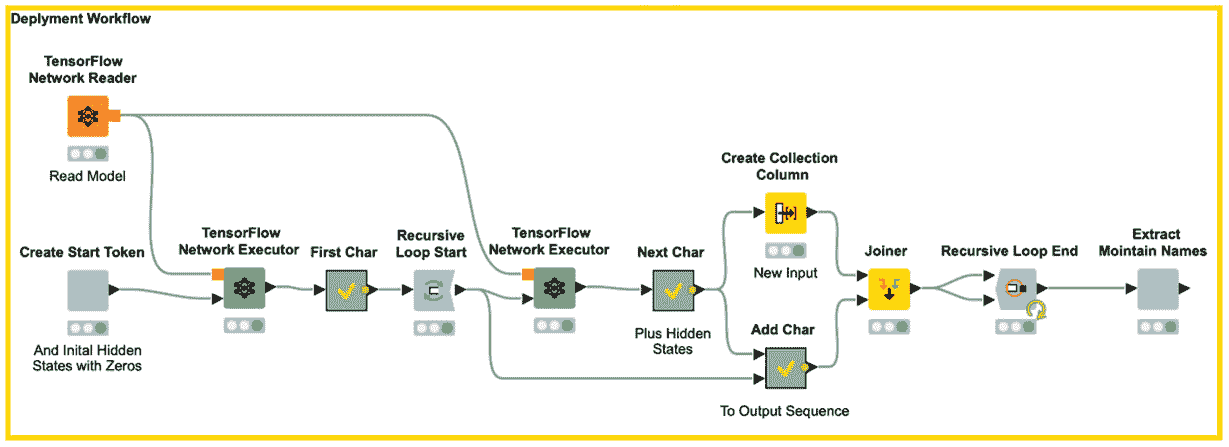 Deplyment Workflow
TensorFlow
Network Reader
Read Model
Create Start Token
And Inital Hidden
States with Zeros
TensorFlow
Network Executor
First Char
Recursive
Loop Start
TensorFlow
Network Executor
Next Char
Plus Hidden
States
Create Collection
Column
New Input
Add Char
To Output Sequence
Joiner
Recursive Loop End
Extract
Maintain Names